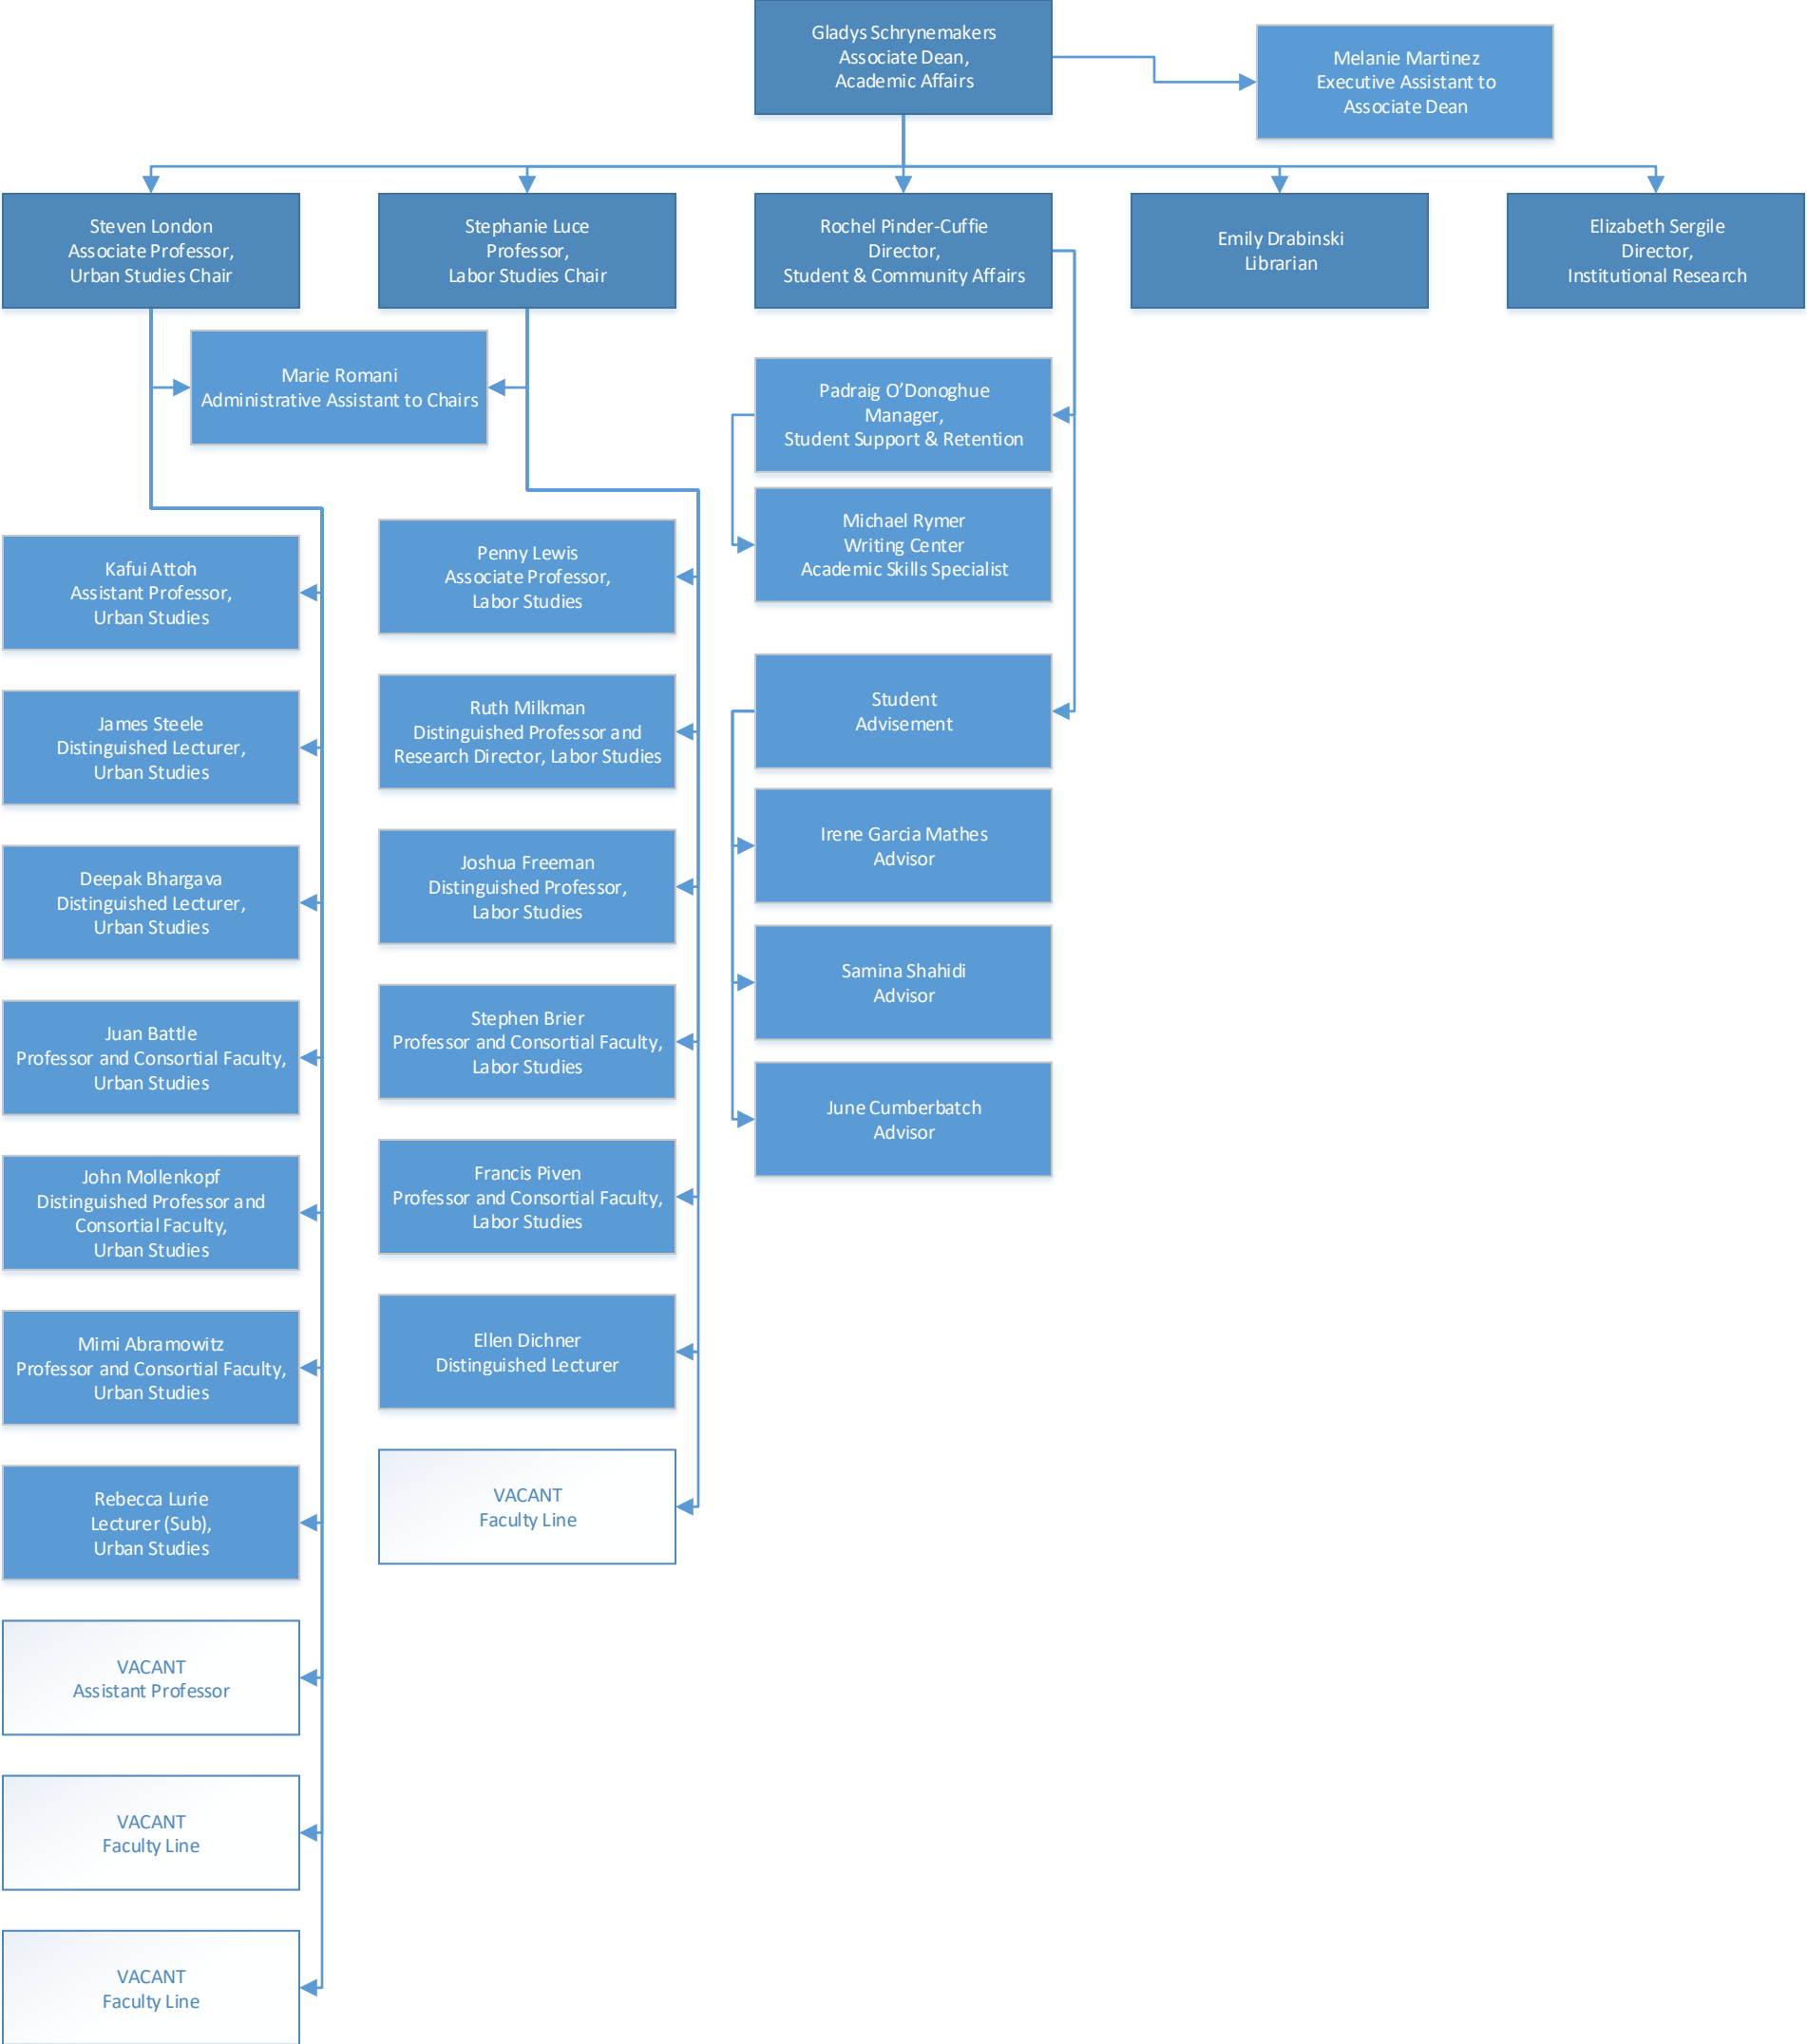 Gladys Schrynemakers
Associate Dean,
Academic Affairs
Melanie Martinez
Executive Assistant to
Associate Dean
Steven London
Associate Professor,
Urban Studies Chair
Stephanie Luce
Professor,
Labor Studies Chair
Rochel Pinder-Cuffie
Director,
Student & Community Affairs
Emily Drabinski
Librarian
Elizabeth Sergile
Director,
Institutional Research
Marie Romani
Administrative Assistant to Chairs
Kafui Attoh
Assistant Professor,
Urban Studies
James Steele
Distinguished Lecturer,
Urban Studies
Deepak Bhargava
Distinguished Lecturer,
Urban Studies
Juan Battle
Professor and Consortial Faculty,
Urban Studies
John Mollenkopf
Distinguished Professor and
Consortial Faculty,
Urban Studies
Mimi Abramowitz
Professor and Consortial Faculty,
Urban Studies
Rebecca Lurie
Lecturer (Sub),
Urban Studies
VACANT
Assistant Professor
VACANT
Faculty Line
VACANT
Faculty Line
Penny Lewis
Associate Professor,
Labor Studies
Ruth Milkman
Distinguished Professor and
Research Director, Labor Studies
Joshua Freeman
Distinguished Professor,
Labor Studies
Stephen Brier
Professor and Consortial Faculty,
Labor Studies
Francis Piven
Professor and Consortial Faculty,
Labor Studies
Ellen Dichner
Distinguished Lecturer
VACANT
Faculty Line
Padraig O’Donoghue
Manager,
Student Support & Retention
Michael Rymer
Writing Center
Academic Skills Specialist
Student
Advisement
Irene Garcia Mathes
Advisor
Samina Shahidi
Advisor
June Cumberbatch
Advisor